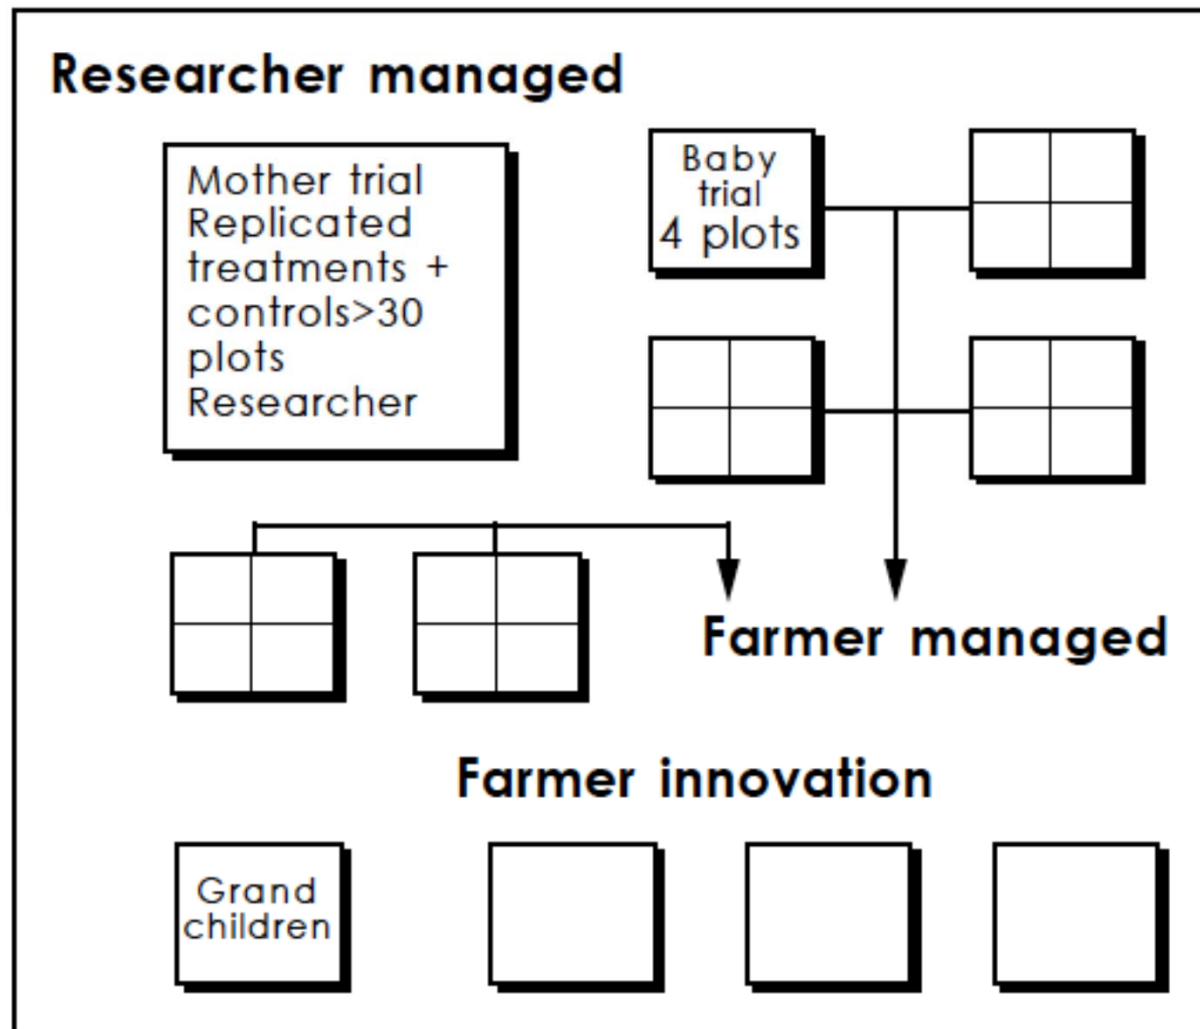 Researcher managed
Mother trial
Replicated
treatments +
controls>30
plots
Researcher
Baby
trial
4 plots
Farmer managed
Farmer innovation
Grand
children